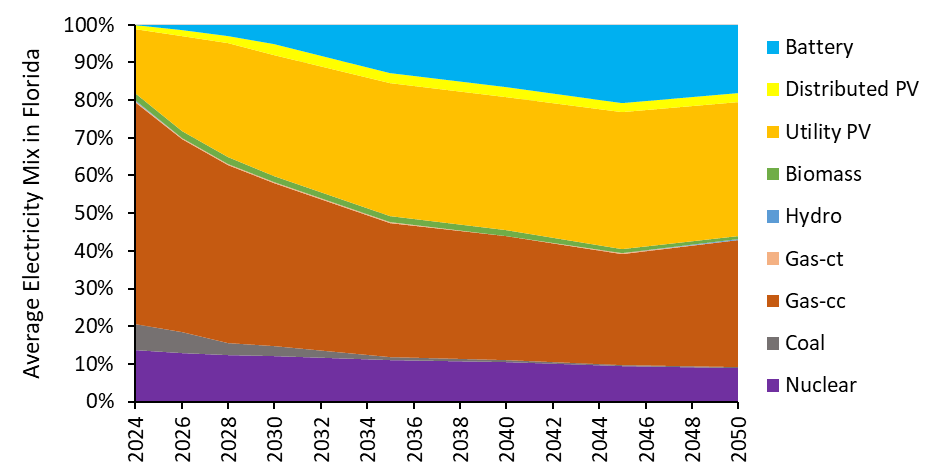 Average Electricity Mix in Florida
100%
90%
80%
70%
60%
50%
40%
30%
20%
10%
0%
2024
2026
2028
2030
2032
2034
2036
2038
2040
2042
2044
2046
2048
2050
Battery
Distributed PV
Utility PV
Biomass
Hydro
Gas-ct
Gas-cc
Coal
Nuclear